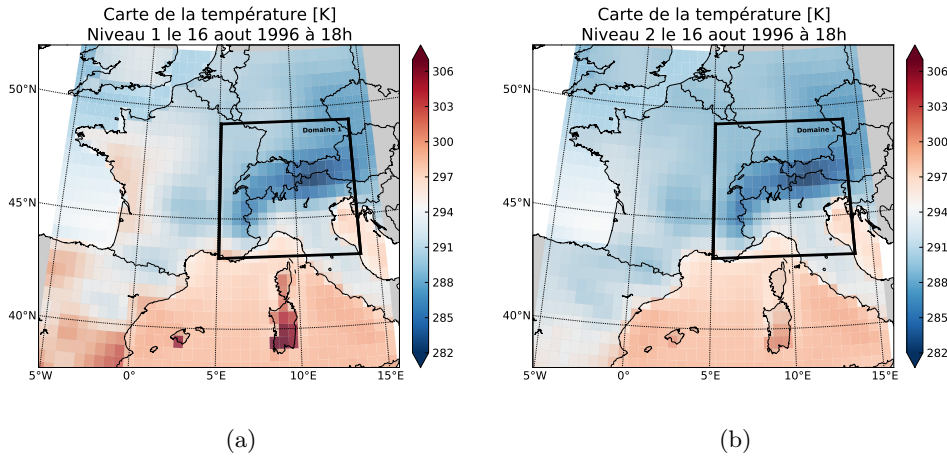 Carte de la température [K]
Niveau 1 le 16 aout 1996 à 18h
50°N
45°N
40°N
5°W
0°
5°E
10°E
15°E
Domaine 1
306
303
300
297
294
291
288
285
282
(a)
Carte de la température [K]
Niveau 2 le 16 aout 1996 à 18h
50°N
45°N
40°N
5°W
0°
5°E
10°E
15°E
Domaine 1
306
303
300
297
294
291
288
285
282
(b)